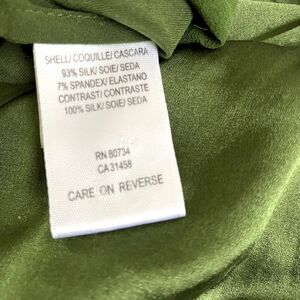 SHELL/ COQUILLE/ CASCARA
93% SILK/ SOIE/ SEDA
7% SPANDEX/ ELASTANO
CONTRAST/ CONTRASTE
100% SILK/ SOIE/ SEDA
RN 80734
CA 31458
CARE ON REVERSE